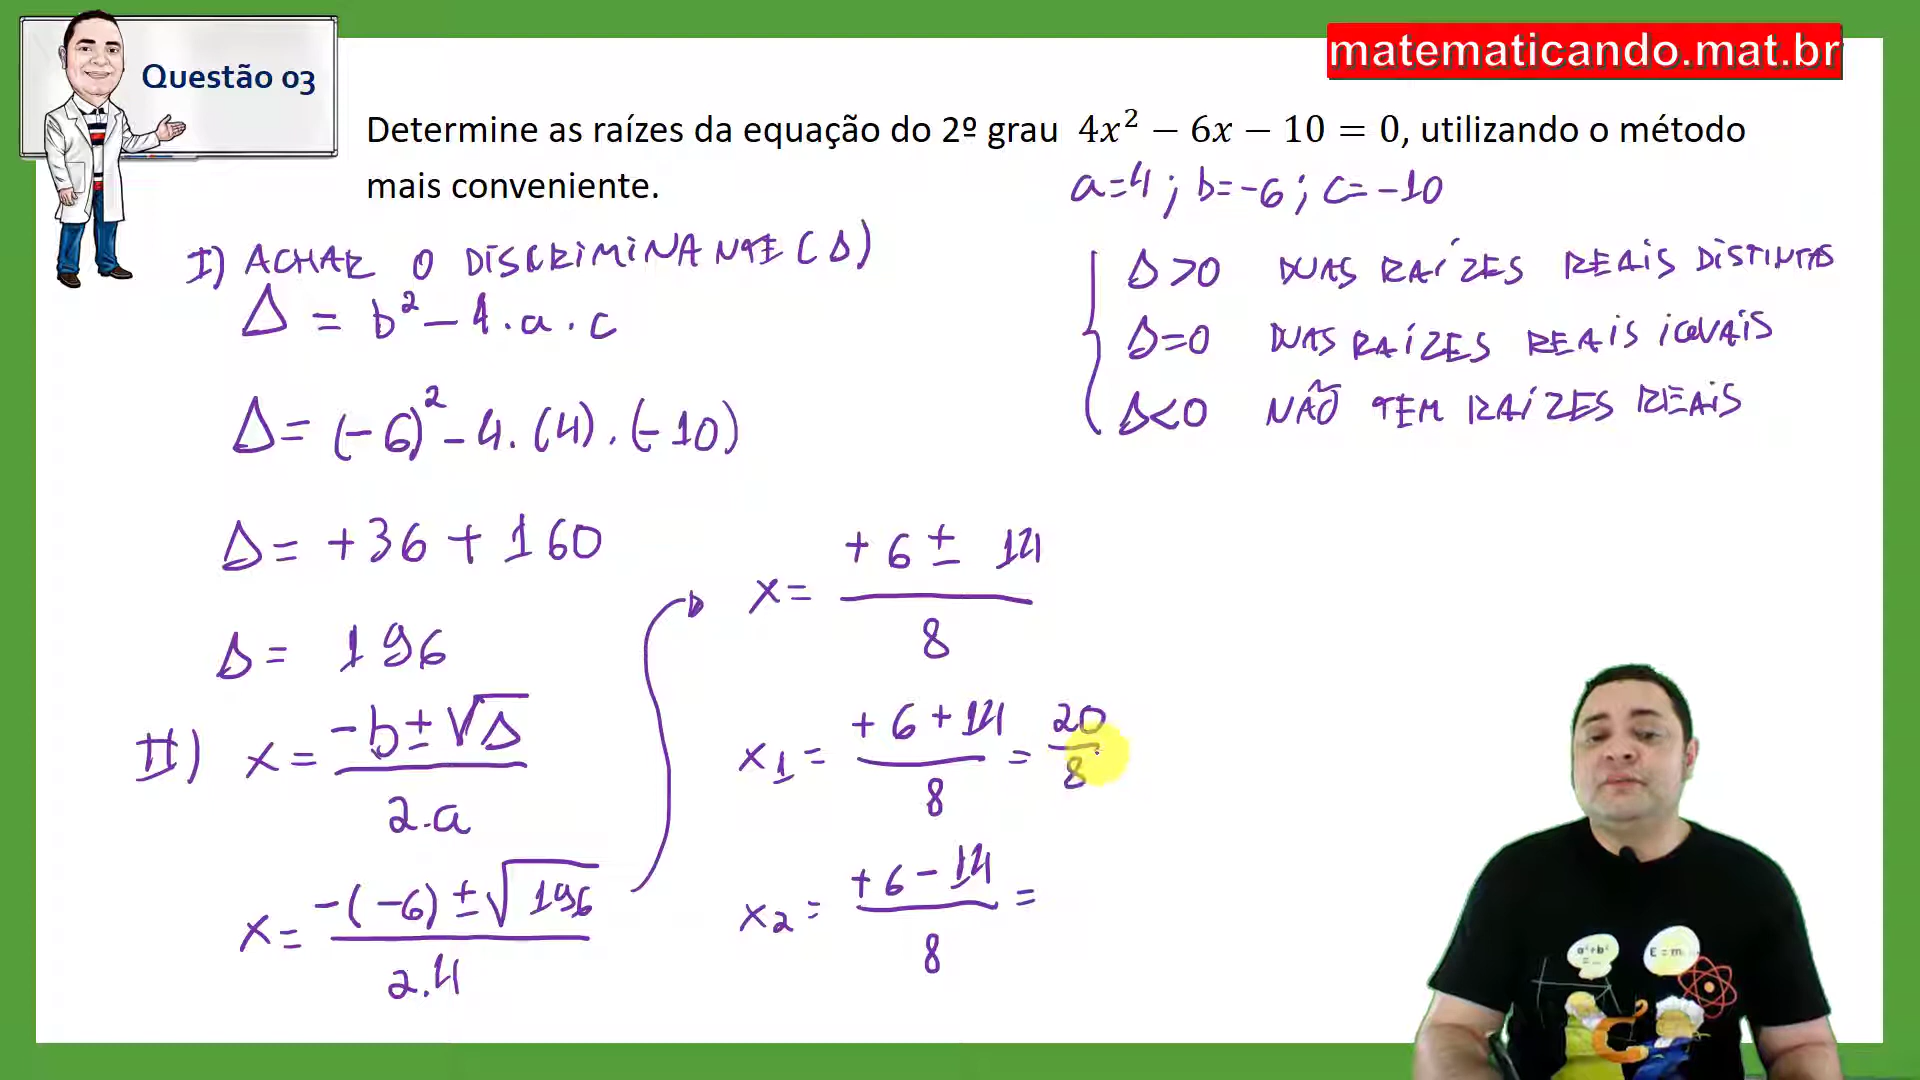 Questão 03
matematicando.mat.br
Determine as raízes da equação do 2º grau 4x² − 6x − 10 = 0, utilizando o método
mais conveniente.
a=4 ; b=-6 ; c=-10
I) ACHAR O DISCRIMINANTE (Δ)
Δ = b² - 4 . a . c
Δ = (-6)² - 4 . (4) . (-10)
Δ = +36 + 160
Δ = 196
II) x = -b ± √Δ
2.a
x = -(-6) ± √196
2.4
Δ>0 DUAS RAÍZES REAIS DISTINTAS
Δ=0 DUAS RAÍZES REAIS IGUAIS
Δ<0 NÃO TEM RAÍZES REAIS
x = +6 ± 14
8
x1 = +6 + 14 = 20
8 8
x2 = +6 - 14 =
8
a²+b²
= ...
E = m